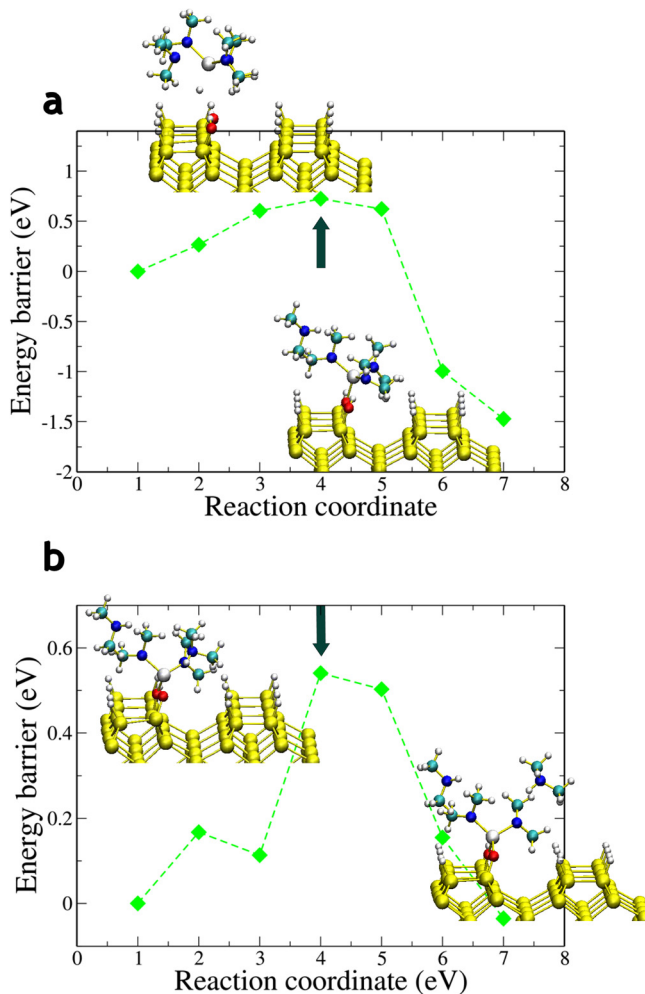 a
1
0.5
0
-0.5
-1
-1.5
-2
Energy barrier (eV)
0 1 2 3 4 5 6 7 8
Reaction coordinate
b
0.6
0.4
0.2
0
Energy barrier (eV)
0 1 2 3 4 5 6 7 8
Reaction coordinate (eV)